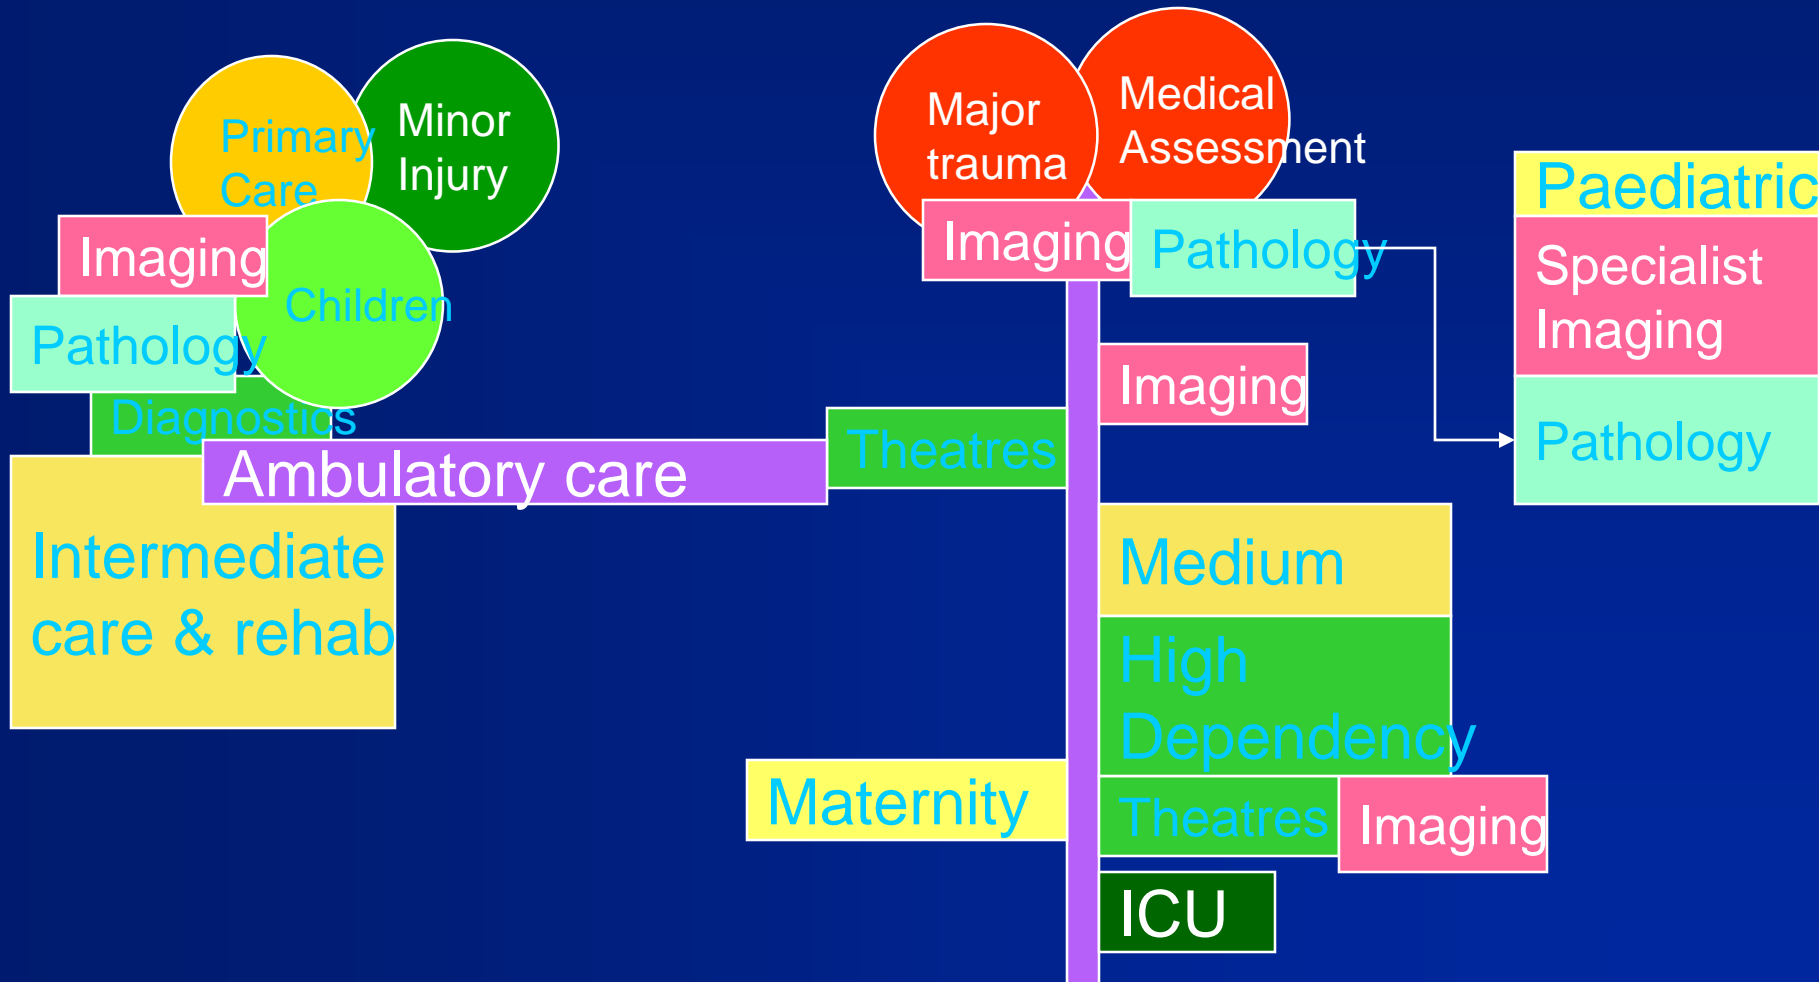 Primary
Care
Minor
Injury
Imaging
Children
Pathology
Diagnostics
Ambulatory care
Intermediate
care & rehab
Major
trauma
Medical
Assessment
Imaging
Pathology
Imaging
Theatres
Medium
High
Dependency
Maternity
Theatres
Imaging
ICU
Paediatric
Specialist
Imaging
Pathology